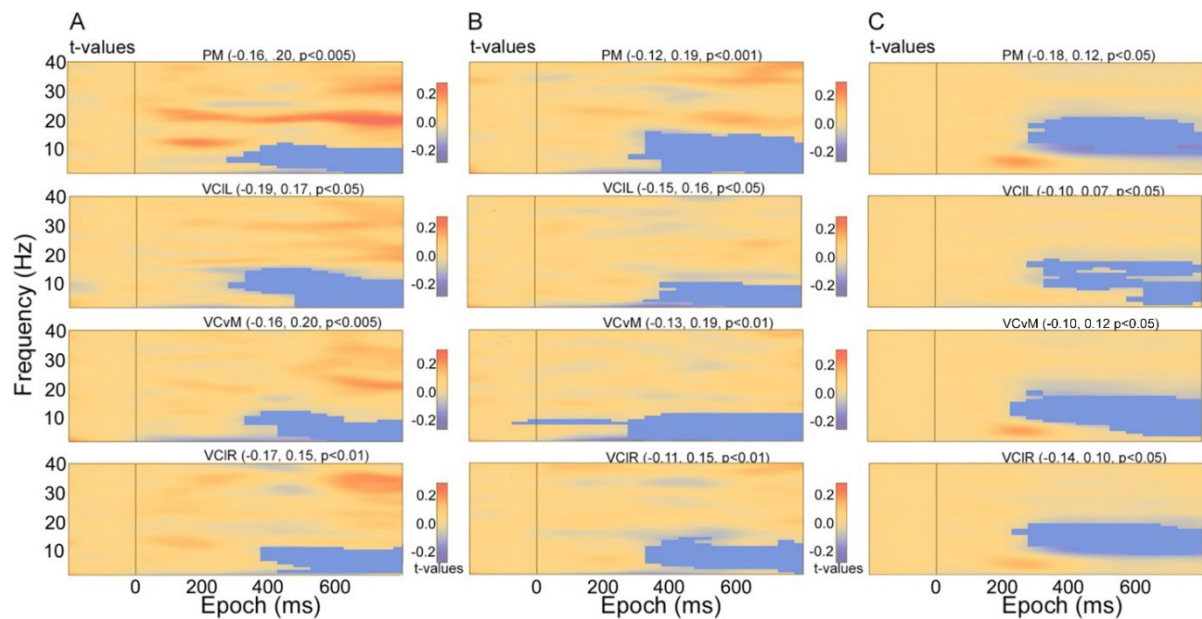 A
B
C
t-values
t-values
PM (-0.16, .20, p<0.005)
PM (-0.12, 0.19, p<0.001)
PM (-0.18, 0.12, p<0.05)
40
30
20
10
0.2
0.0
-0.2
0.2
0.0
-0.2
VCIL (-0.19, 0.17, p<0.05)
VCIL (-0.15, 0.16, p<0.05)
VCIL (-0.10, 0.07, p<0.05)
40
30
20
10
0.2
0.0
-0.2
0.2
0.0
-0.2
VCvM (-0.16, 0.20, p<0.005)
VCvM (-0.13, 0.19, p<0.01)
VCvM (-0.10, 0.12 p<0.05)
40
30
20
10
0.2
0.0
-0.2
0.2
0.0
-0.2
VCIR (-0.17, 0.15, p<0.01)
VCIR (-0.11, 0.15, p<0.01)
VCIR (-0.14, 0.10, p<0.05)
40
30
20
10
0.2
0.0
-0.2
t-values
0.2
0.0
-0.2
t-values
Frequency (Hz)
0 200 400 600
0 200 400 600
0 200 400 600
Epoch (ms)
Epoch (ms)
Epoch (ms)